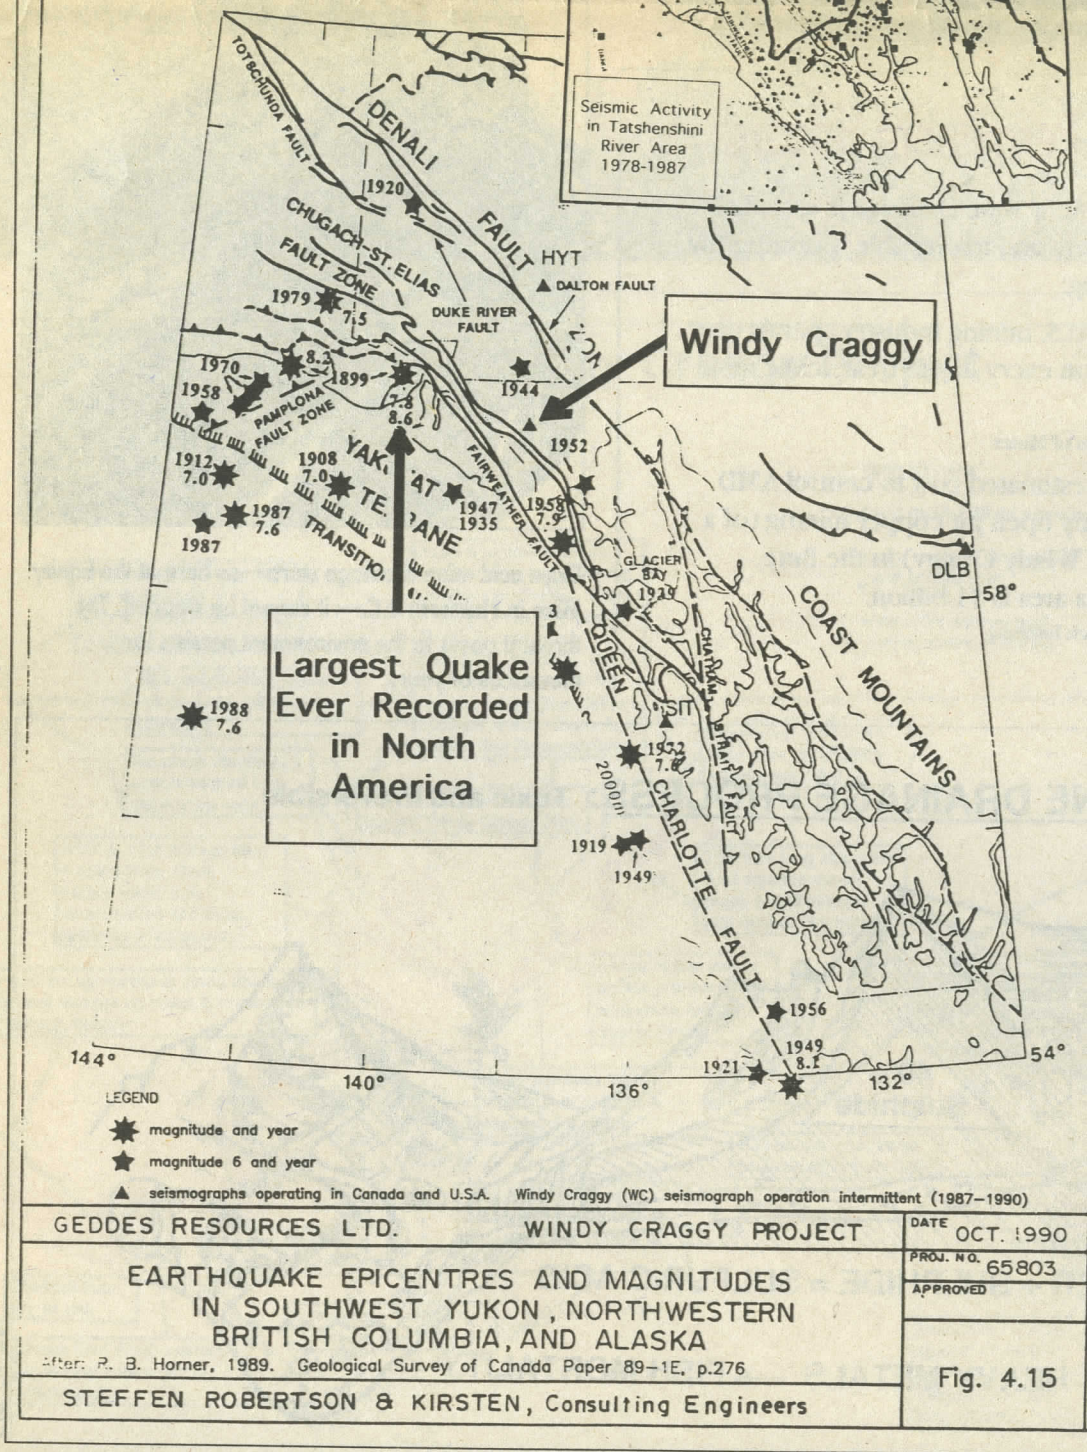 Seismic Activity
in Tatshenshini
River Area
1978-1987
TOTSCHUNDA FAULT
DENALI
FAULT
1920
CHUGACH-ST. ELIAS
FAULT ZONE
HYT
DALTON FAULT
DUKE RIVER
FAULT
1979
7.5
Windy Craggy
1970
8.2
1899
1944
1958
7.8
8.6
PAMPLONA
FAULT ZONE
1952
1912
7.0
1908
7.0
FAIRWEATHER FAULT
1947
1935
1958
7.9
1987
7.6
1987
TRANSITIO
GLACIER
BAY
1939
DLB
58°
COAST MOUNTAINS
3
QUEEN
CHATHAM
STRAIT
FAULT
SIT
Largest Quake
Ever Recorded
in North
America
1988
7.6
1972
7.6
2000m
CHARLOTTE
FAULT
1919
1949
1956
1949
8.1
1921
144°
140°
136°
132°
54°
LEGEND
magnitude and year
magnitude 6 and year
seismographs operating in Canada and U.S.A. Windy Craggy (WC) seismograph operation intermittent (1987-1990)
GEDDES RESOURCES LTD. WINDY CRAGGY PROJECT
DATE OCT. 1990
PROJ. NO. 65803
APPROVED
EARTHQUAKE EPICENTRES AND MAGNITUDES
IN SOUTHWEST YUKON, NORTHWESTERN
BRITISH COLUMBIA, AND ALASKA
After: R. B. Horner, 1989. Geological Survey of Canada Paper 89-1E, p.276
Fig. 4.15
STEFFEN ROBERTSON & KIRSTEN, Consulting Engineers